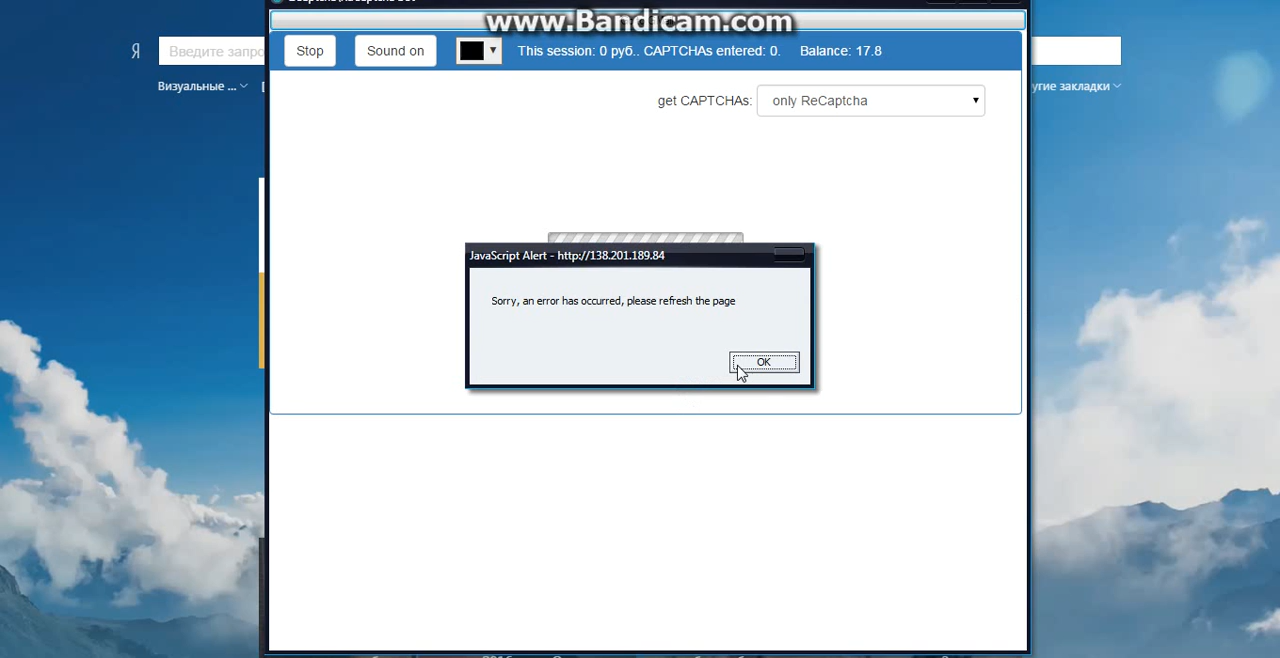 www.Bandicam.com
Я
Введите запро
Stop
Sound on
This session: 0 руб.. CAPTCHAs entered: 0.
Balance: 17.8
Визуальные ...
get CAPTCHAs:
only ReCaptcha
JavaScript Alert - http://138.201.189.84
Sorry, an error has occurred, please refresh the page
OK